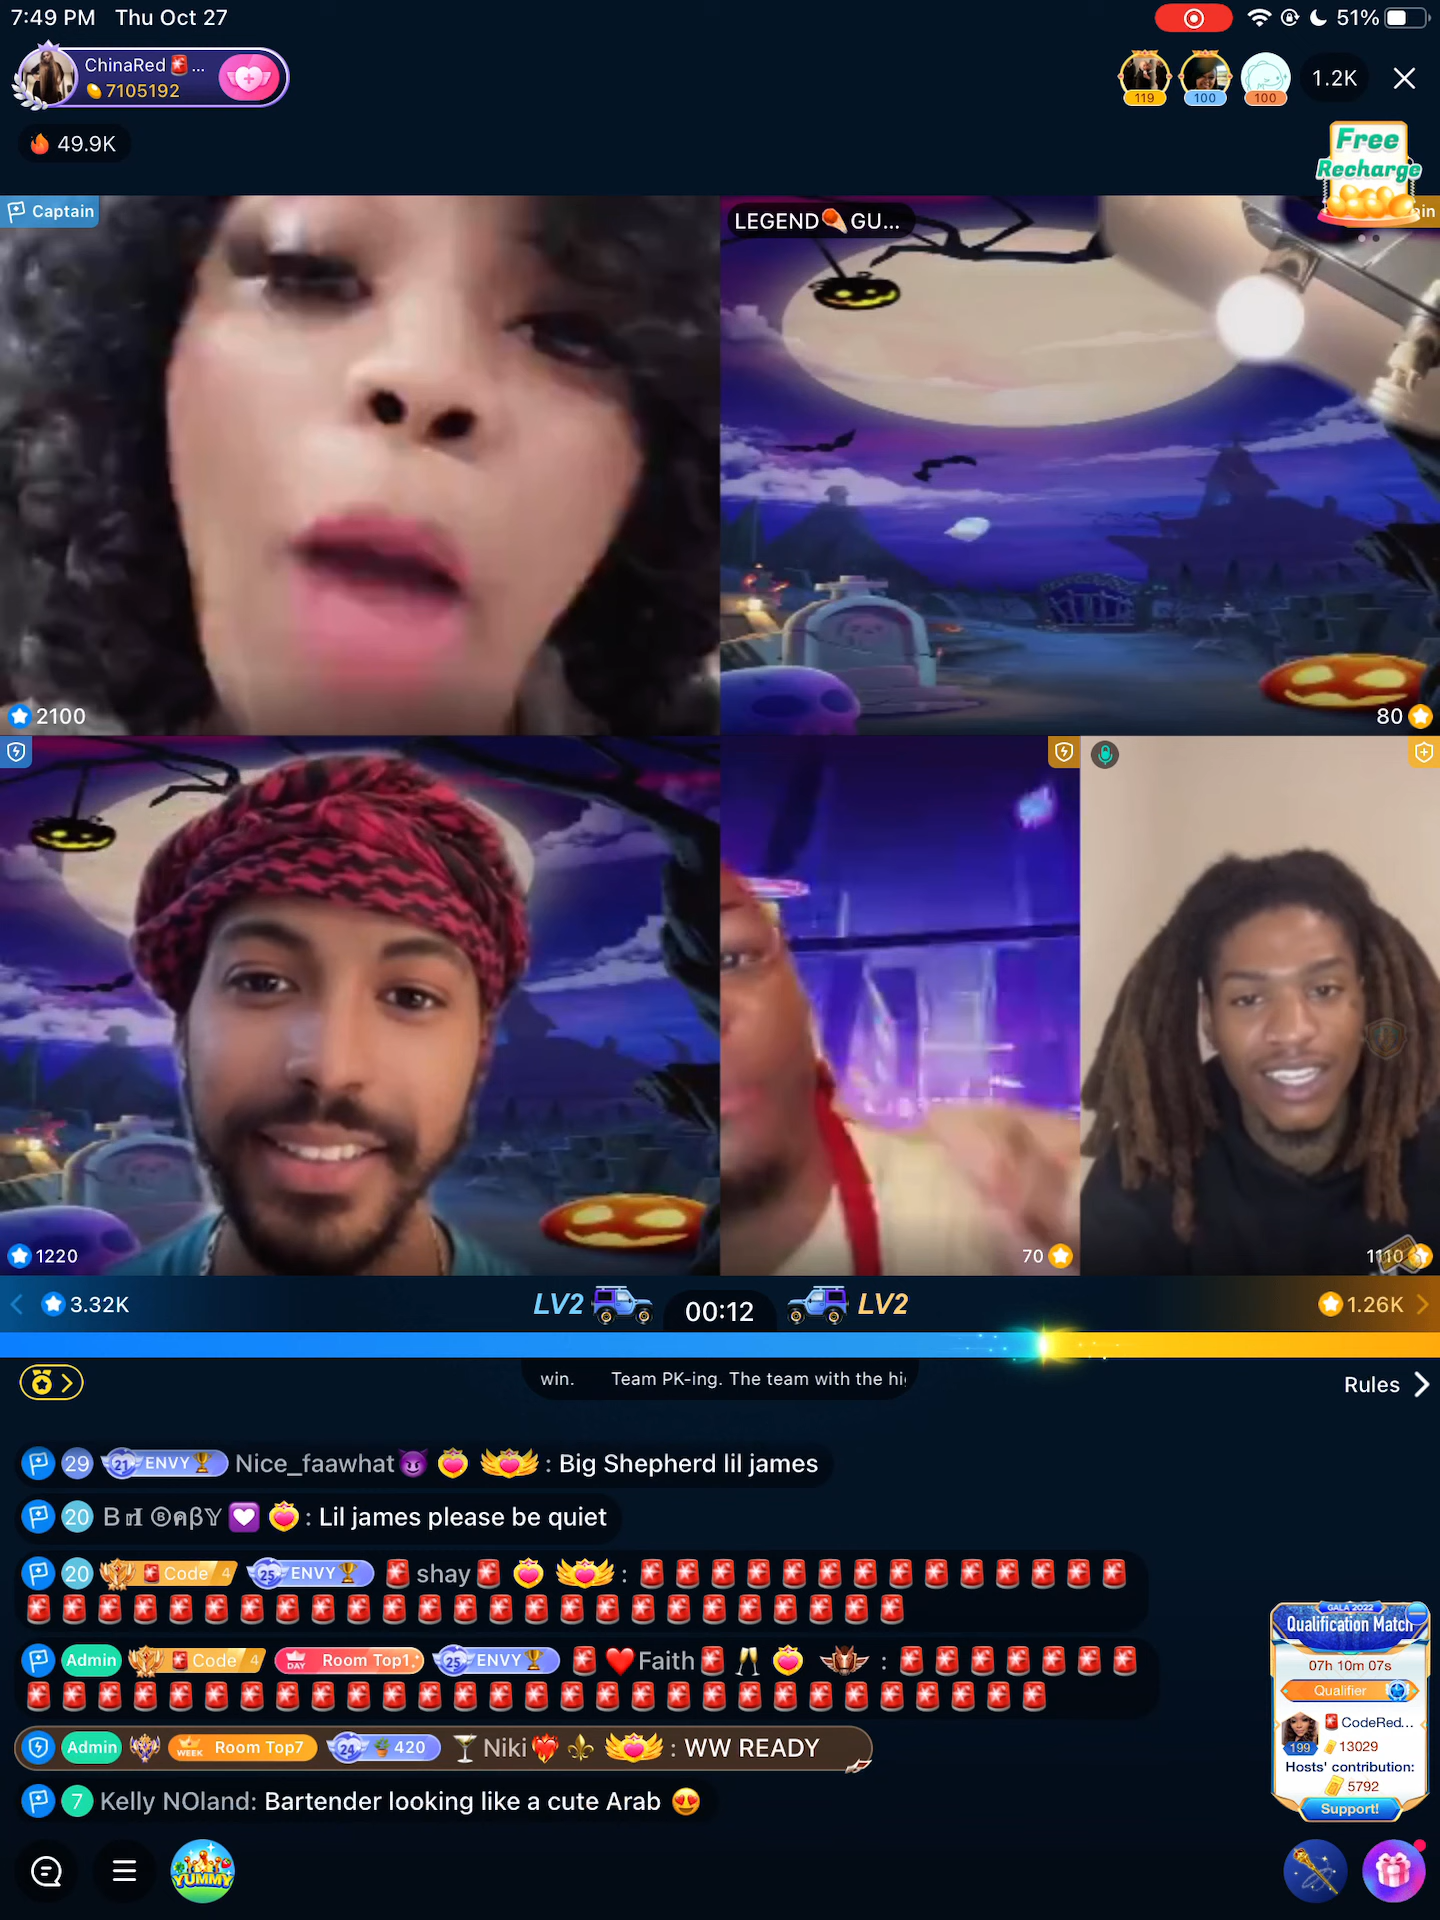 7:49 PM Thu Oct 27
51%
ChinaRed🚨...
7105192
119
100
100
1.2K
49.9K
Free
Recharge
Captain
LEGEND🪘GU...
in
2100
80
1220
70
1110
3.32K
LV2
00:12
LV2
1.26K
win. Team PK-ing. The team with the hi
Rules
29 21 ENVY🏆 Nice_faawhat😈 : Big Shepherd lil james
20 : Lil james please be quiet
20 🚨Code 4 25 ENVY🏆 🚨shay🚨 : 🚨🚨🚨🚨🚨🚨🚨🚨🚨🚨🚨🚨🚨🚨
🚨🚨🚨🚨🚨🚨🚨🚨🚨🚨🚨🚨🚨🚨🚨🚨🚨🚨🚨🚨🚨🚨🚨🚨🚨
Admin 🚨Code 4 DAY Room Top1 25 ENVY🏆 🚨❤️Faith🚨🥂 : 🚨🚨🚨🚨🚨🚨🚨
🚨🚨🚨🚨🚨🚨🚨🚨🚨🚨🚨🚨🚨🚨🚨🚨🚨🚨🚨🚨🚨🚨🚨🚨🚨🚨🚨🚨🚨
Admin WEEK Room Top7 24 🪴420 🍸Niki❤️‍🔥⚜️ : WW READY
7 Kelly NOland: Bartender looking like a cute Arab 😍
GALA 2022
Qualification Match
07h 10m 07s
Qualifier
🚨CodeRed...
199
13029
Hosts' contribution:
5792
Support!
YUMMY